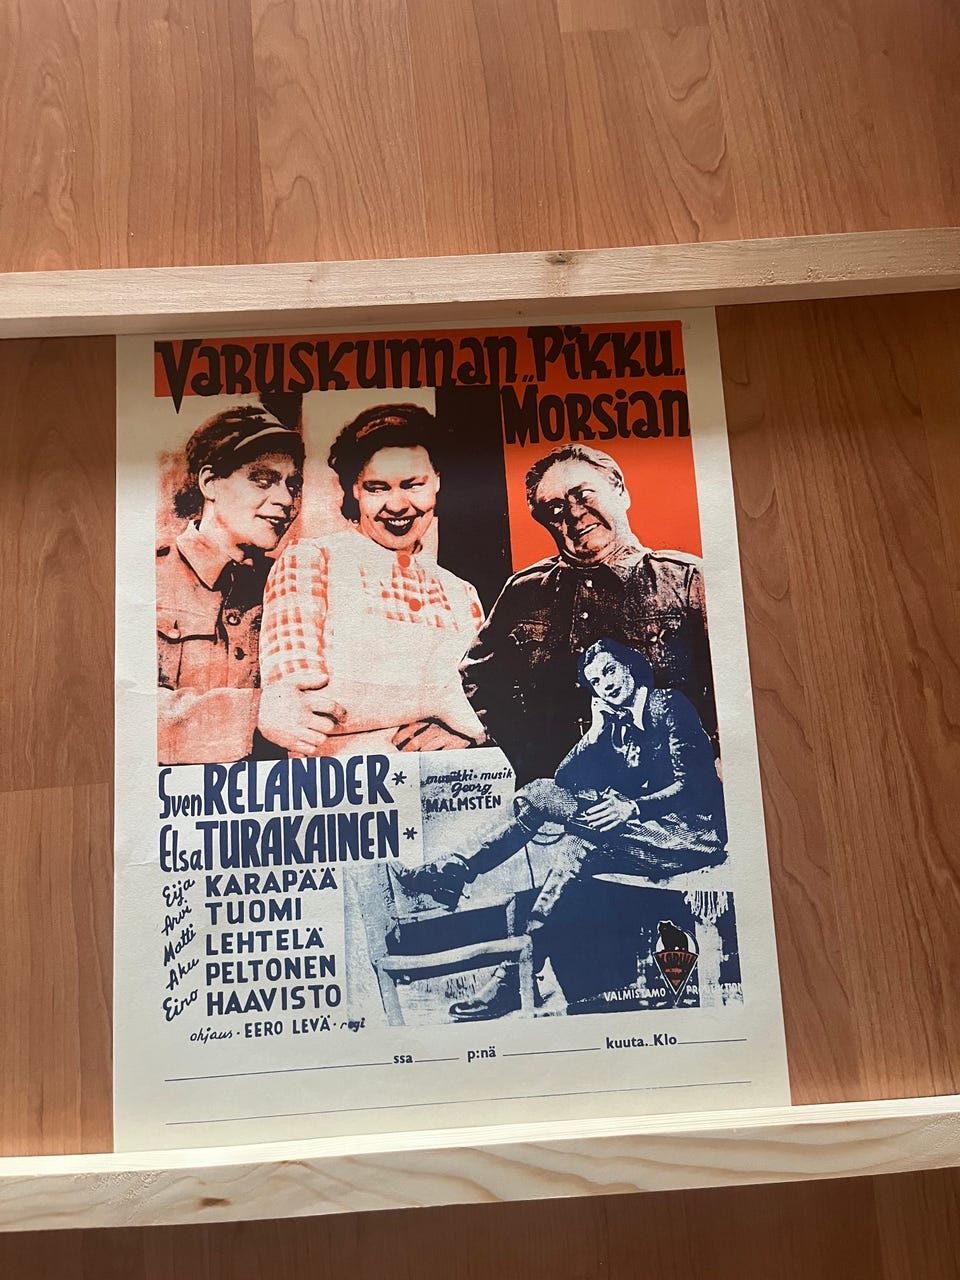 Varuskunnan „Pikku„
Morsian
Sven RELANDER*
Elsa TURAKAINEN*
musiikki • musik
Georg
MALMSTEN
Eija KARAPÄÄ
Arvi TUOMI
Matti LEHTELÄ
Aku PELTONEN
Eino HAAVISTO
ohjaus • EERO LEVÄ • regi
VALMISTAMO PRODUKTION
ssa p:nä kuuta. Klo